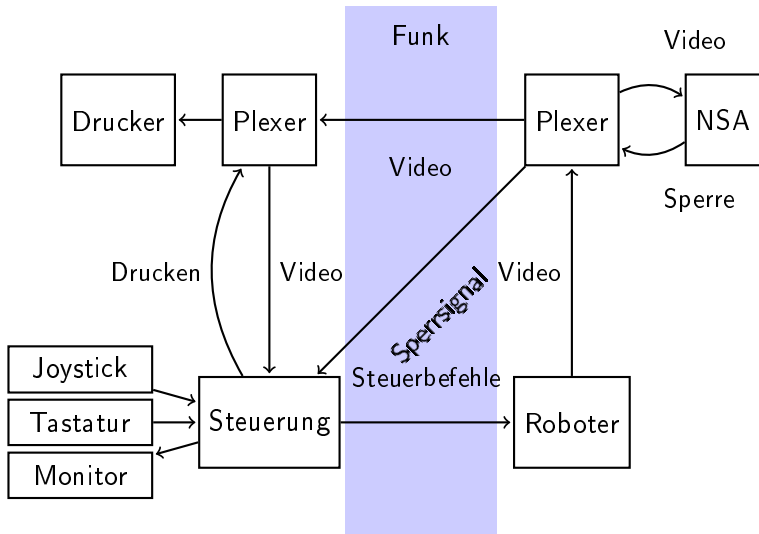 Funk
Video
Drucker
Plexer
Plexer
NSA
Video
Sperre
Drucken
Video
Video
Sperrsignal
Joystick
Steuerbefehle
Tastatur
Steuerung
Roboter
Monitor